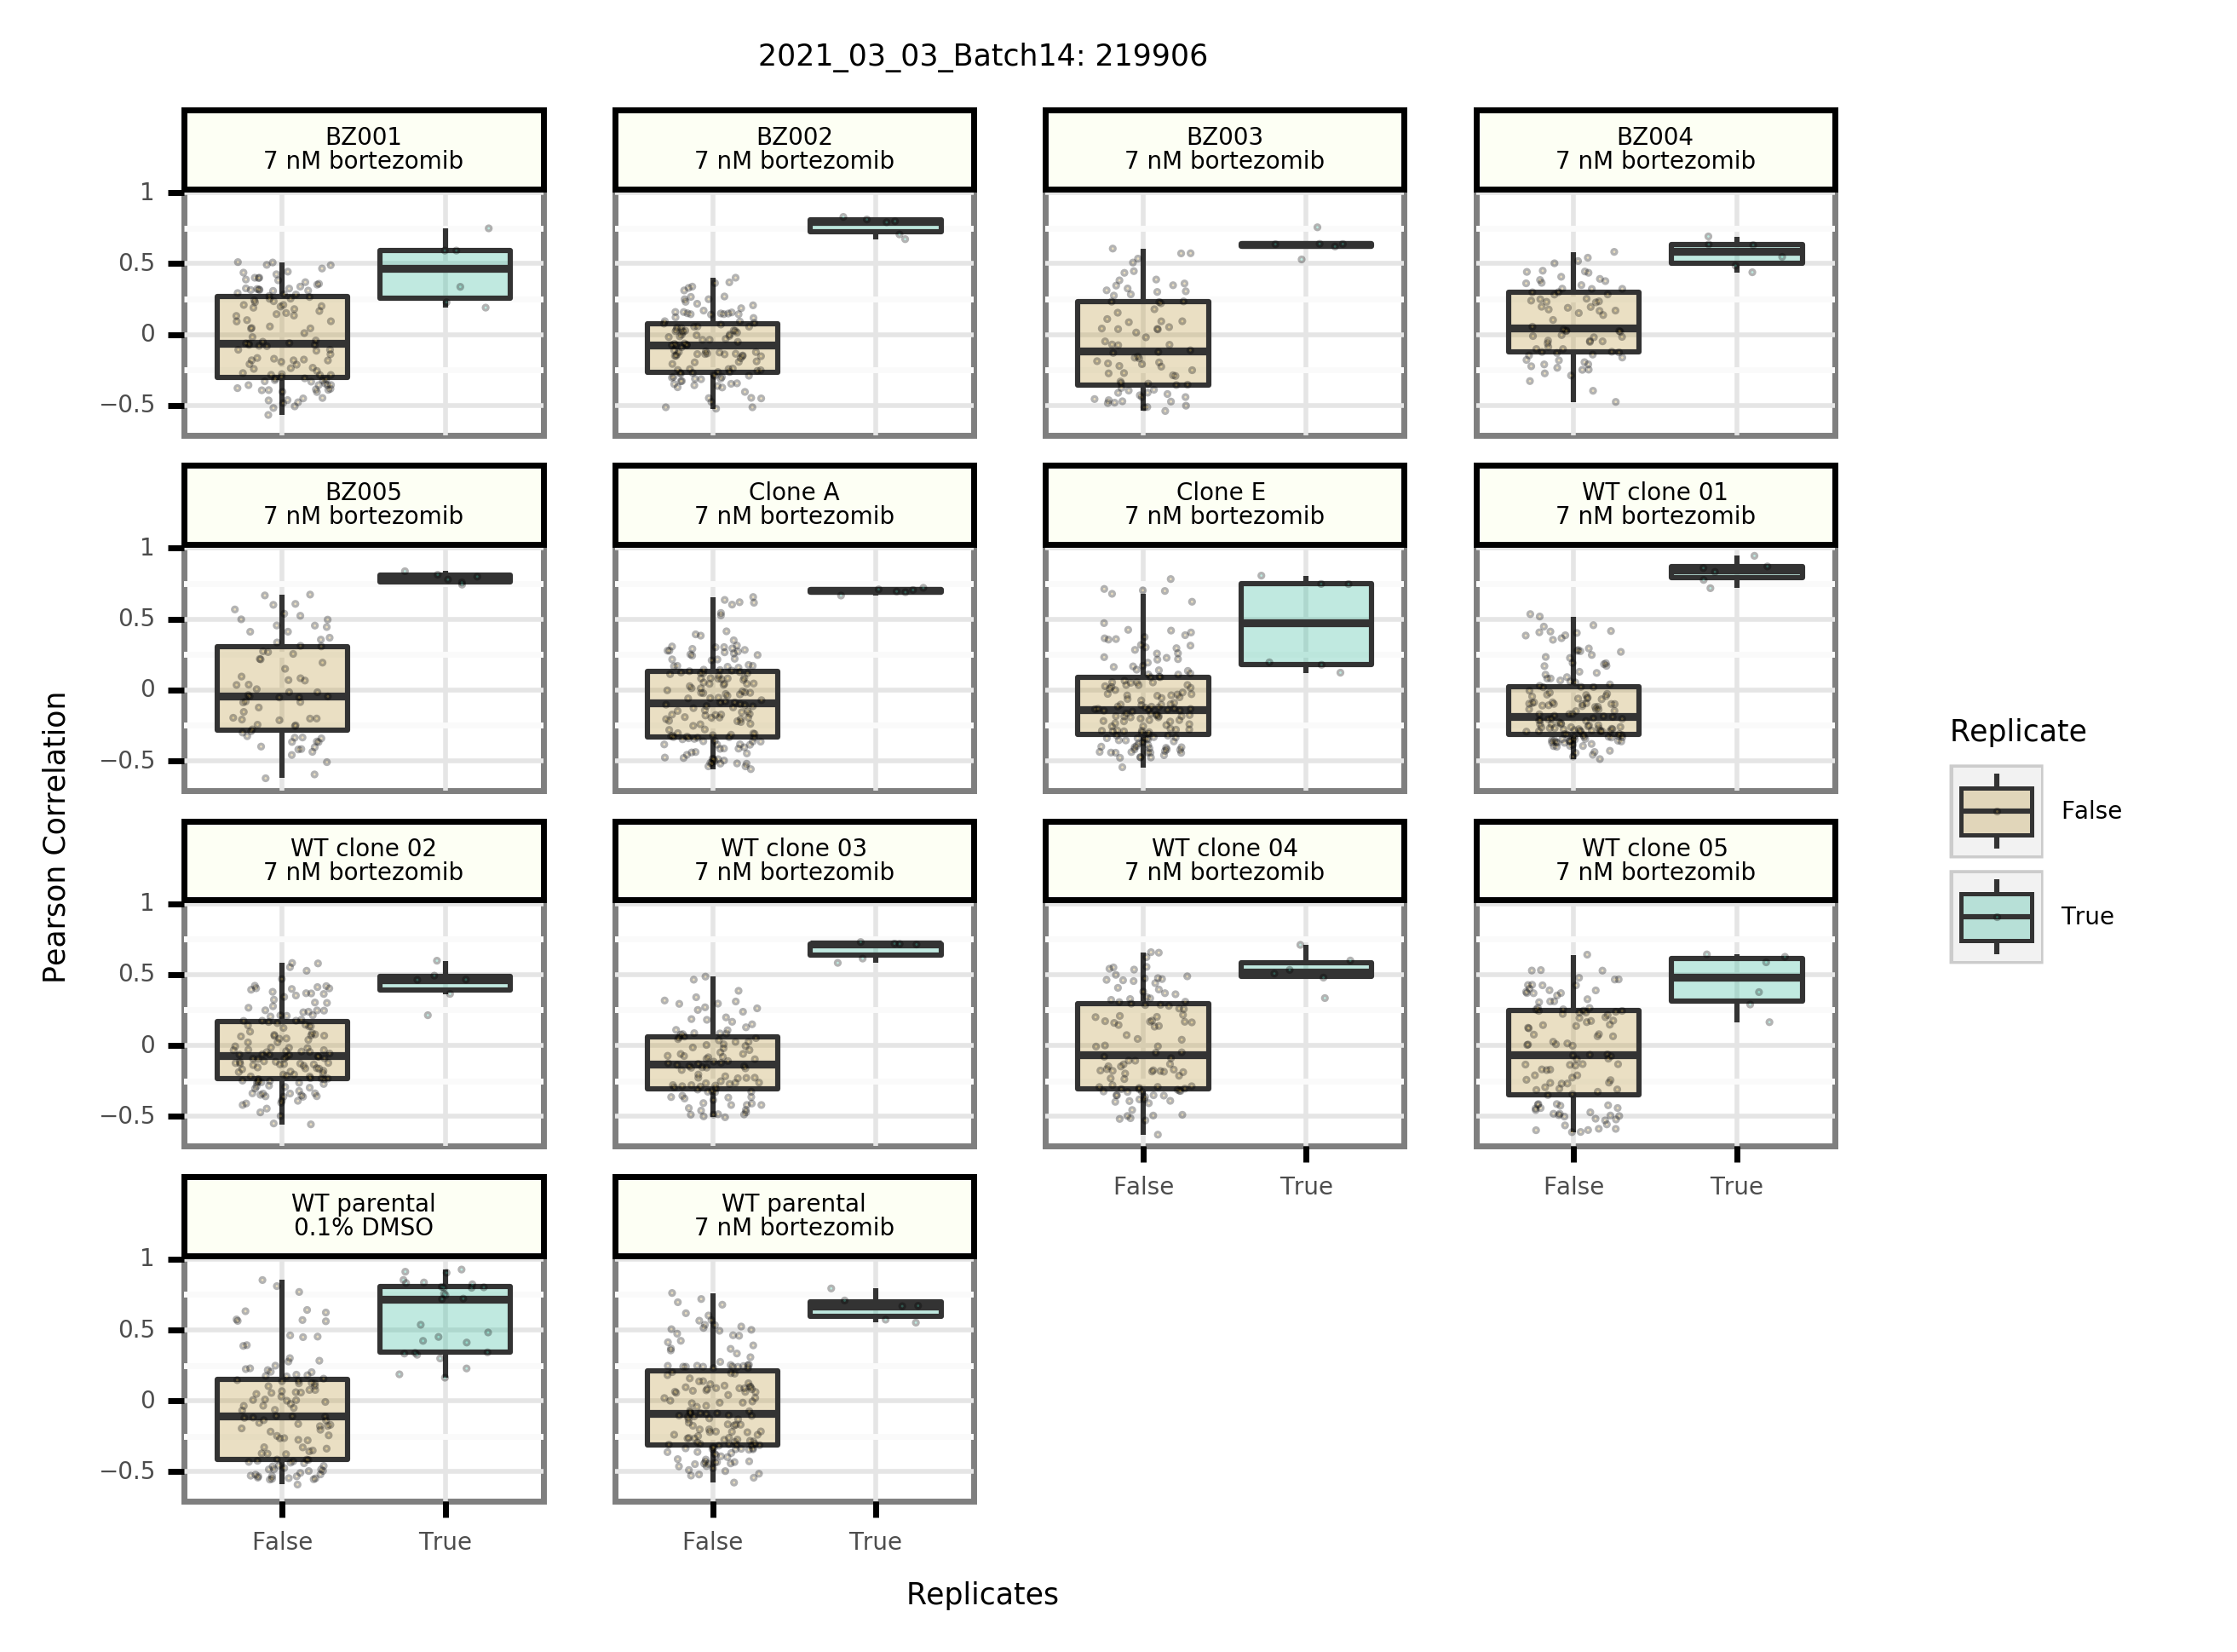 2021_03_03_Batch14: 219906
BZ001
7 nM bortezomib
BZ002
7 nM bortezomib
BZ003
7 nM bortezomib
BZ004
7 nM bortezomib
1
0.5
0
−0.5
BZ005
7 nM bortezomib
Clone A
7 nM bortezomib
Clone E
7 nM bortezomib
WT clone 01
7 nM bortezomib
1
0.5
0
−0.5
WT clone 02
7 nM bortezomib
WT clone 03
7 nM bortezomib
WT clone 04
7 nM bortezomib
WT clone 05
7 nM bortezomib
1
0.5
0
−0.5
False
True
False
True
WT parental
0.1% DMSO
WT parental
7 nM bortezomib
1
0.5
0
−0.5
False
True
False
True
Replicates
Pearson Correlation
Replicate
False
True